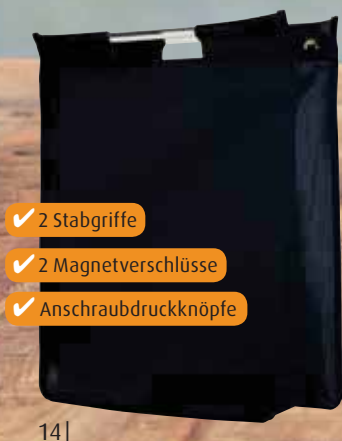 ✔ 2 Stabgriffe
✔ 2 Magnetverschlüsse
✔ Anschraubdruckknöpfe
14|